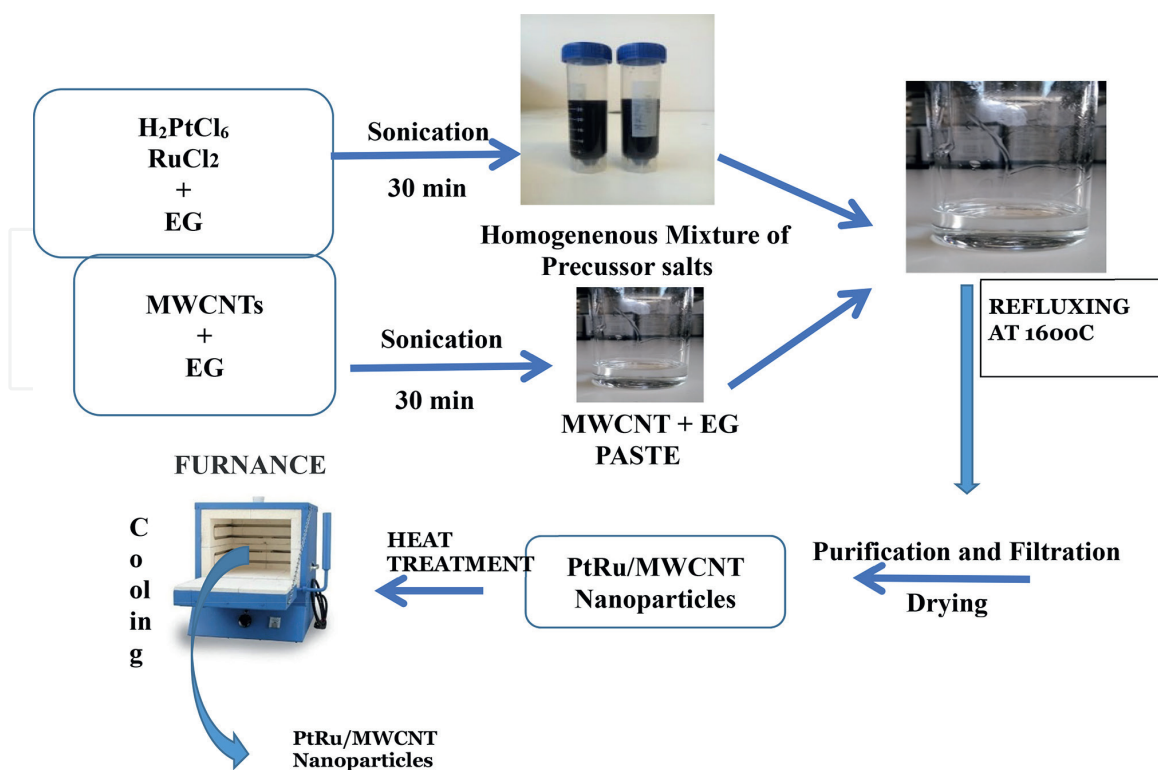 H₂PtCl₆
RuCl₂
+
EG
Sonication
30 min
Homogenenous Mixture of
Precussor salts
MWCNTs
+
EG
Sonication
30 min
MWCNT + EG
PASTE
REFLUXING
AT 1600C
Purification and Filtration
Drying
PtRu/MWCNT
Nanoparticles
HEAT
TREATMENT
FURNANCE
C
o
ol
in
g
PtRu/MWCNT
Nanoparticles